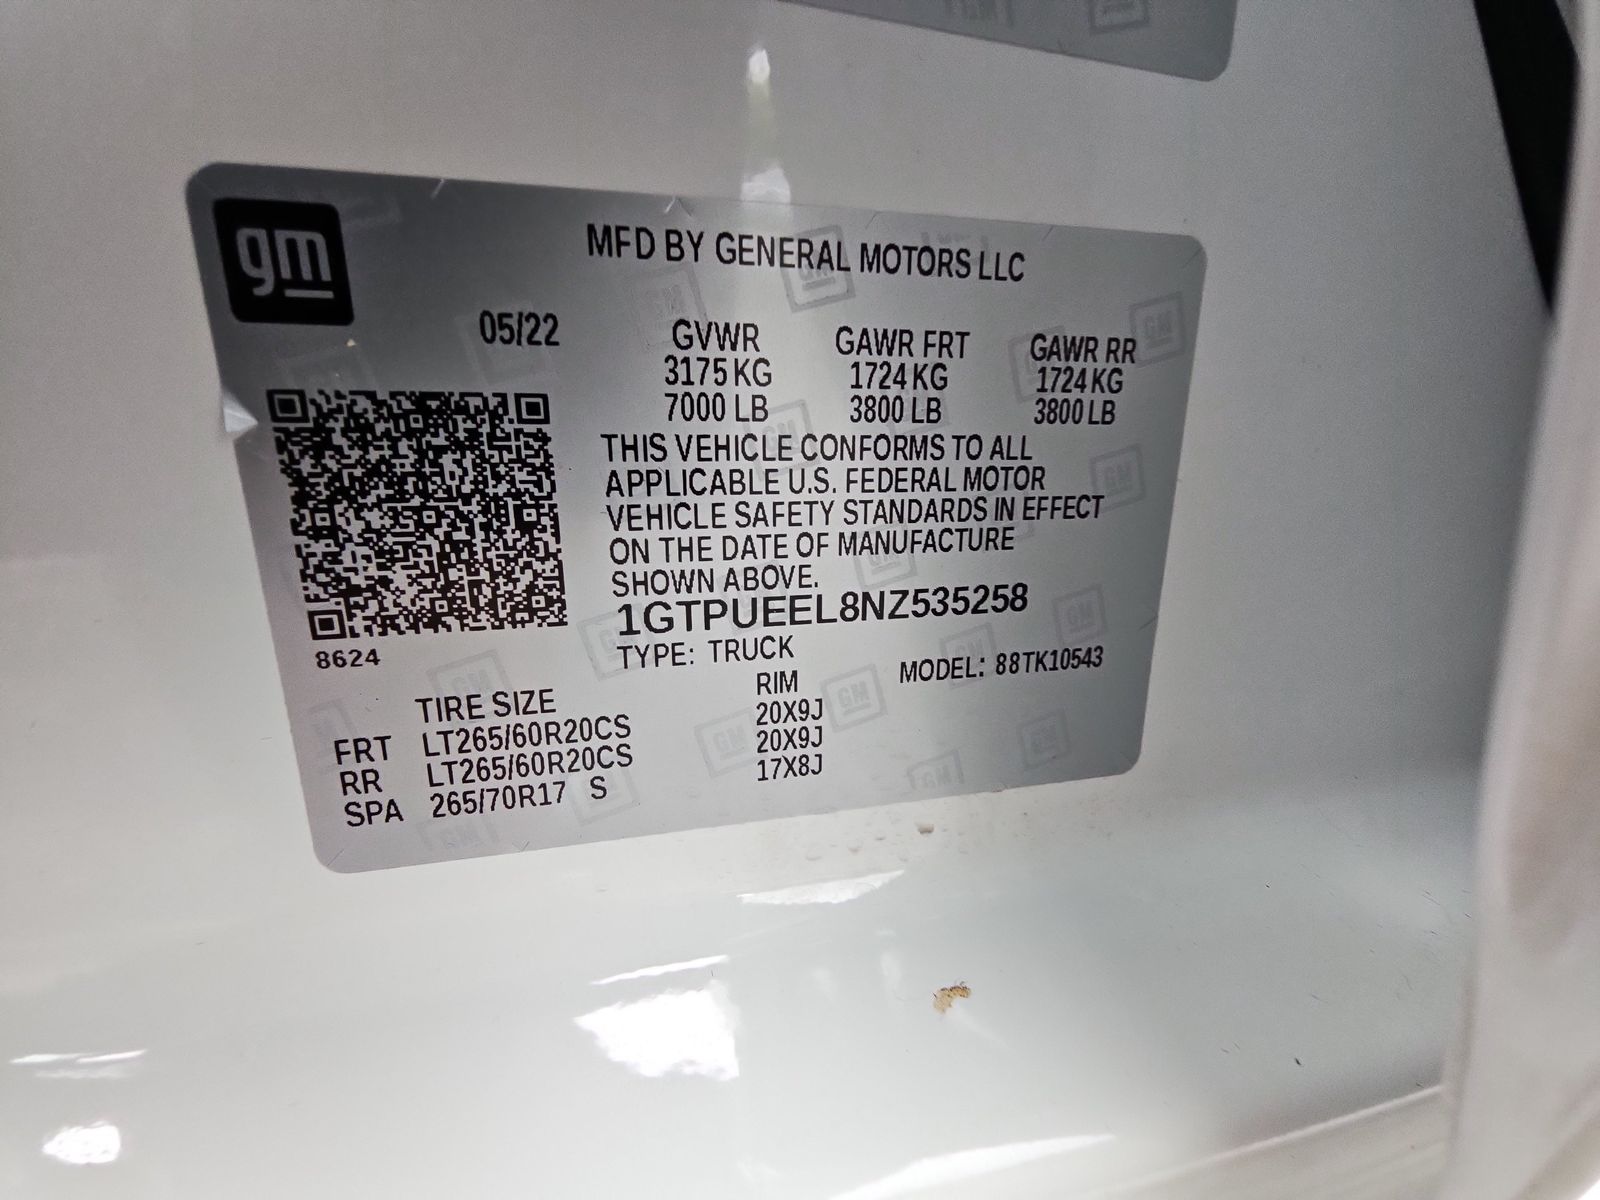 gm
MFD BY GENERAL MOTORS LLC
05/22 GVWR GAWR FRT GAWR RR
3175 KG 1724 KG 1724 KG
7000 LB 3800 LB 3800 LB
THIS VEHICLE CONFORMS TO ALL
APPLICABLE U.S. FEDERAL MOTOR
VEHICLE SAFETY STANDARDS IN EFFECT
ON THE DATE OF MANUFACTURE
SHOWN ABOVE.
1GTPUEEL8NZ535258
8624 TYPE: TRUCK MODEL: 88TK10543
TIRE SIZE RIM
FRT LT265/60R20CS 20X9J
RR LT265/60R20CS 20X9J
SPA 265/70R17 S 17X8J